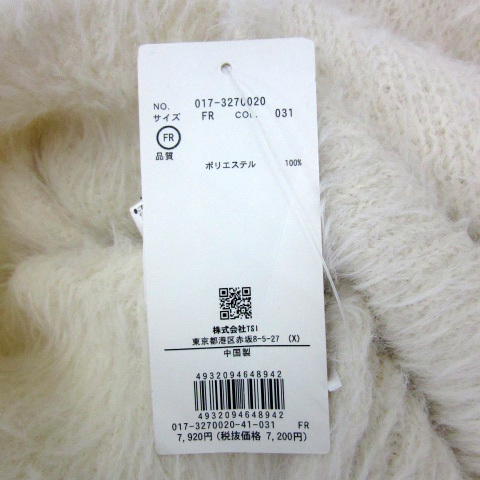 NO. 017-3270020
サイズ FR COL. 031
FR
品質
ポリエステル 100%
株式会社TSI
東京都港区赤坂8-5-27 (X)
中国製
4932094648942
4932094648942
017-3270020-41-031 FR
7,920円(税抜価格 7,200円)